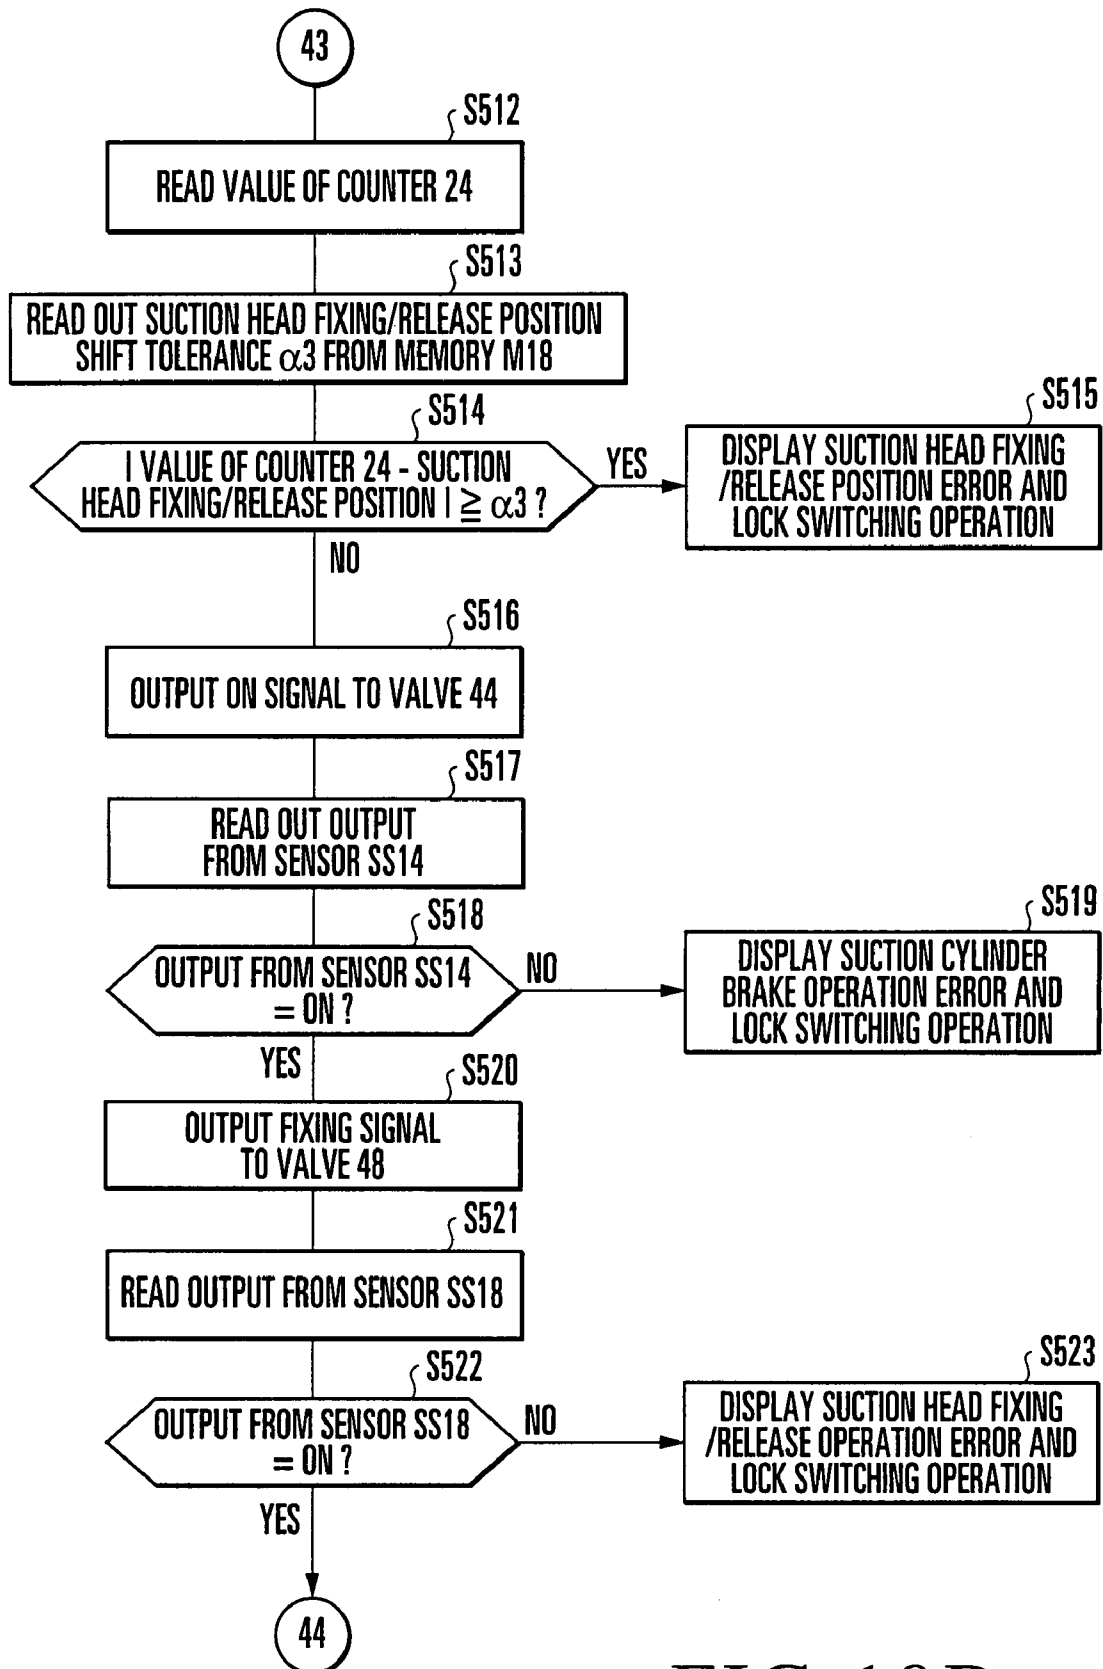 43
S512
READ VALUE OF COUNTER 24
S513
READ OUT SUCTION HEAD FIXING/RELEASE POSITION
SHIFT TOLERANCE α3 FROM MEMORY M18
S514
| VALUE OF COUNTER 24 - SUCTION
HEAD FIXING/RELEASE POSITION | ≧ α3 ?
YES
S515
DISPLAY SUCTION HEAD FIXING
/RELEASE POSITION ERROR AND
LOCK SWITCHING OPERATION
NO
S516
OUTPUT ON SIGNAL TO VALVE 44
S517
READ OUT OUTPUT
FROM SENSOR SS14
S518
OUTPUT FROM SENSOR SS14
= ON ?
NO
S519
DISPLAY SUCTION CYLINDER
BRAKE OPERATION ERROR AND
LOCK SWITCHING OPERATION
YES
S520
OUTPUT FIXING SIGNAL
TO VALVE 48
S521
READ OUTPUT FROM SENSOR SS18
S522
OUTPUT FROM SENSOR SS18
= ON ?
NO
S523
DISPLAY SUCTION HEAD FIXING
/RELEASE OPERATION ERROR AND
LOCK SWITCHING OPERATION
YES
44